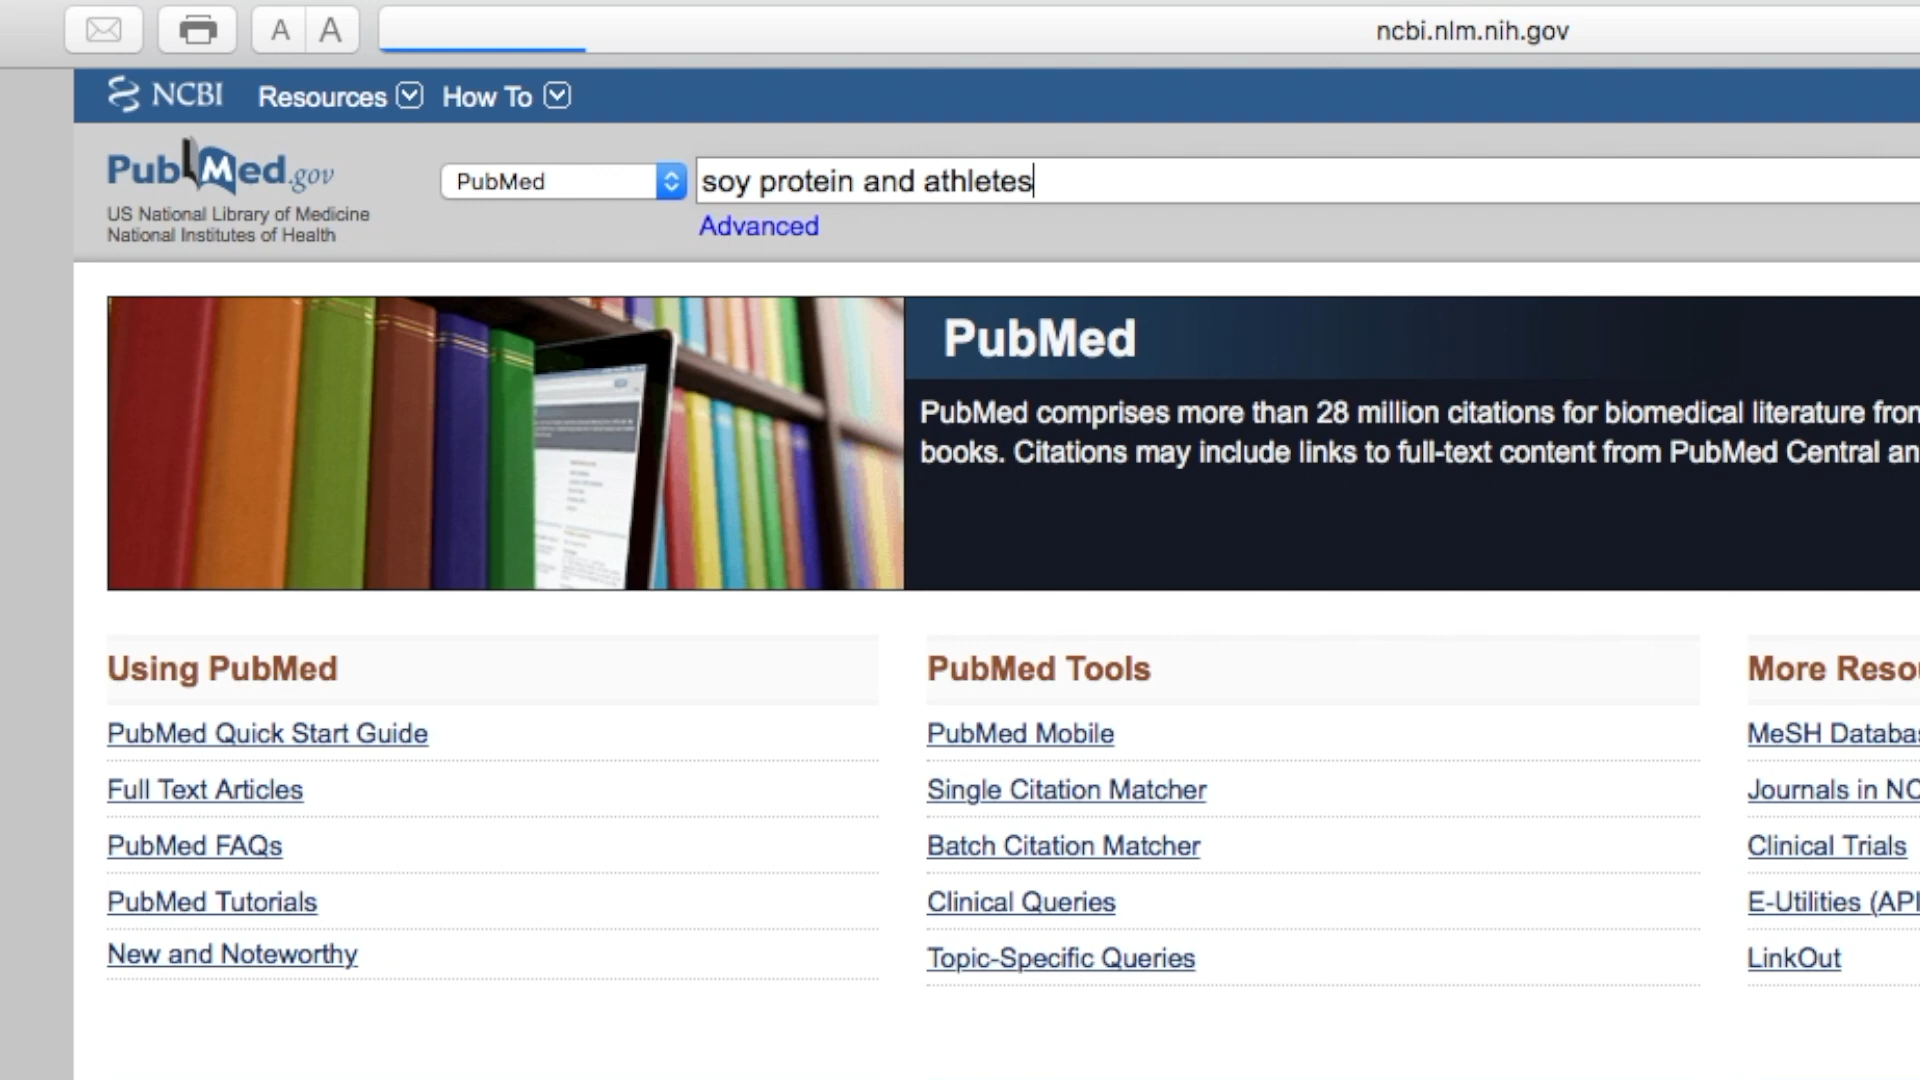 A A
ncbi.nlm.nih.gov
NCBI Resources How To
PubMed.gov
US National Library of Medicine
National Institutes of Health
PubMed
soy protein and athletes
Advanced
PubMed
PubMed comprises more than 28 million citations for biomedical literature from
books. Citations may include links to full-text content from PubMed Central an
Using PubMed
PubMed Quick Start Guide
Full Text Articles
PubMed FAQs
PubMed Tutorials
New and Noteworthy
PubMed Tools
PubMed Mobile
Single Citation Matcher
Batch Citation Matcher
Clinical Queries
Topic-Specific Queries
More Resou
MeSH Databas
Journals in NC
Clinical Trials
E-Utilities (API
LinkOut